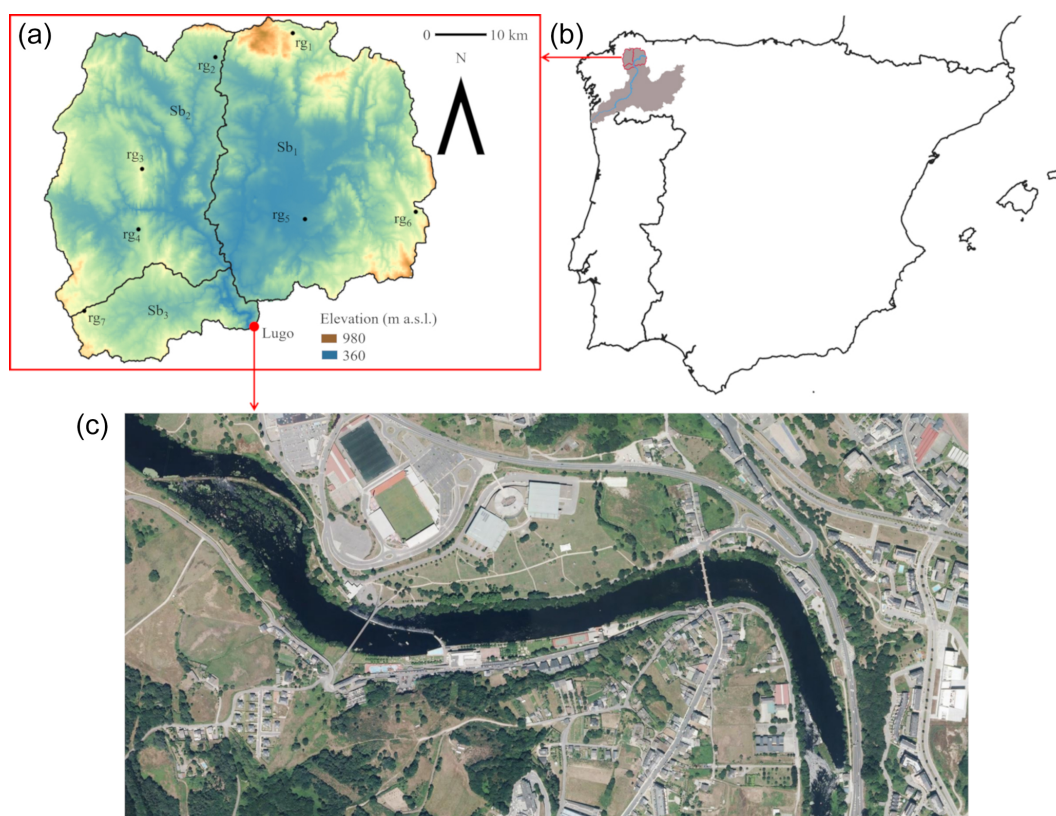 (a)
rg1
0 10 km
(b)
rg2
N
Sb2
Sb1
rg3
rg5
rg6
rg4
Sb3
rg7
Elevation (m a.s.l.)
Lugo
980
360
(c)